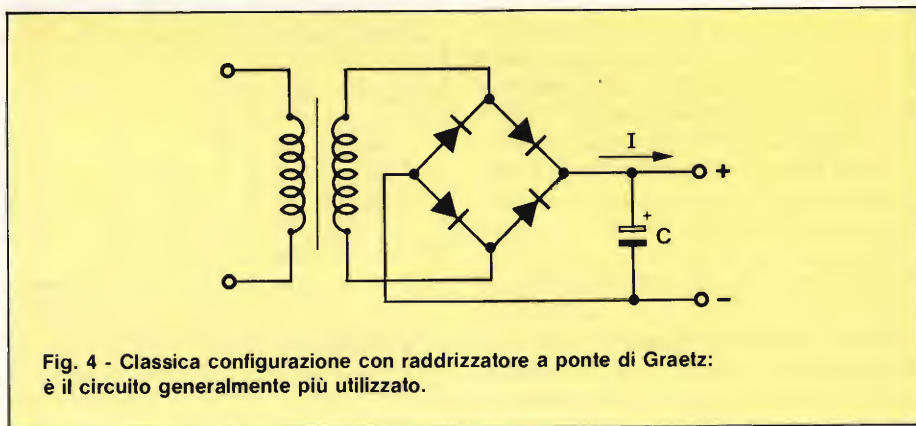 I
+
+
C
-
Fig. 4 - Classica configurazione con raddrizzatore a ponte di Graetz:
è il circuito generalmente più utilizzato.